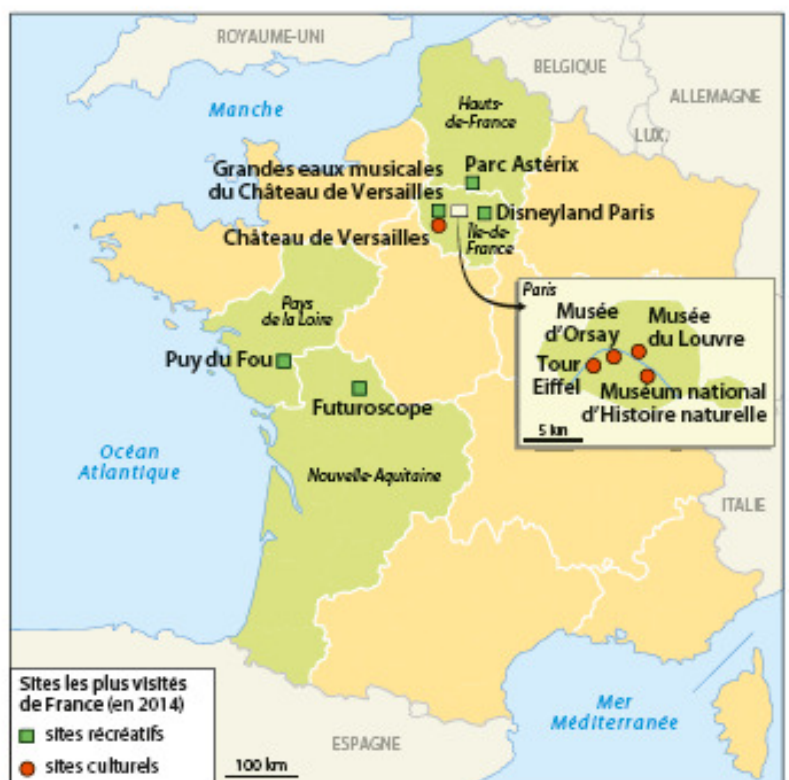 ROYAUME-UNI
BELGIQUE
ALLEMAGNE
LUX.
Manche
Hauts-
de-France
Grandes eaux musicales
du Château de Versailles
Parc Astérix
Disneyland Paris
Château de Versailles
Île-de-
France
Pays
de la Loire
Paris
Musée
d'Orsay
Musée
du Louvre
Tour
Eiffel
Muséum national
d'Histoire naturelle
5 km
Puy du Fou
Futuroscope
Océan
Atlantique
Nouvelle-Aquitaine
ITALIE
Sites les plus visités
de France (en 2014)
sites récréatifs
sites culturels
100 km
ESPAGNE
Mer
Méditerranée